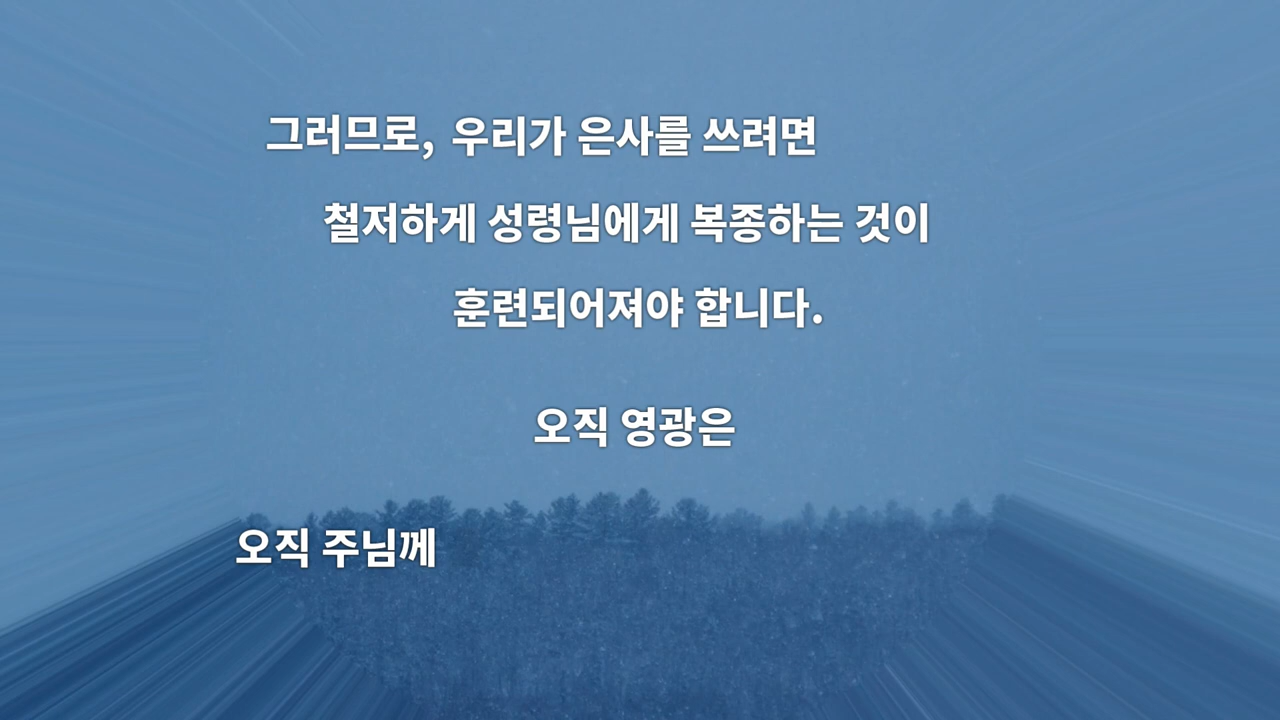 그러므로, 우리가 은사를 쓰려면
철저하게 성령님에게 복종하는 것이
훈련되어져야 합니다.
오직 영광은
오직 주님께